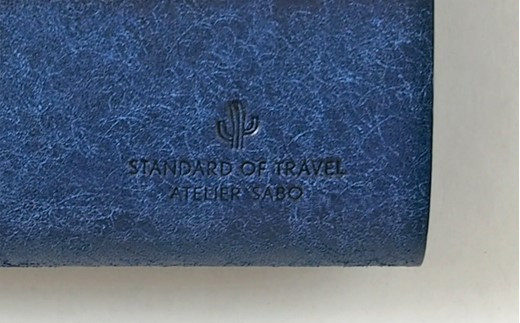 STANDARD OF TRAVEL
ATELIER SABO